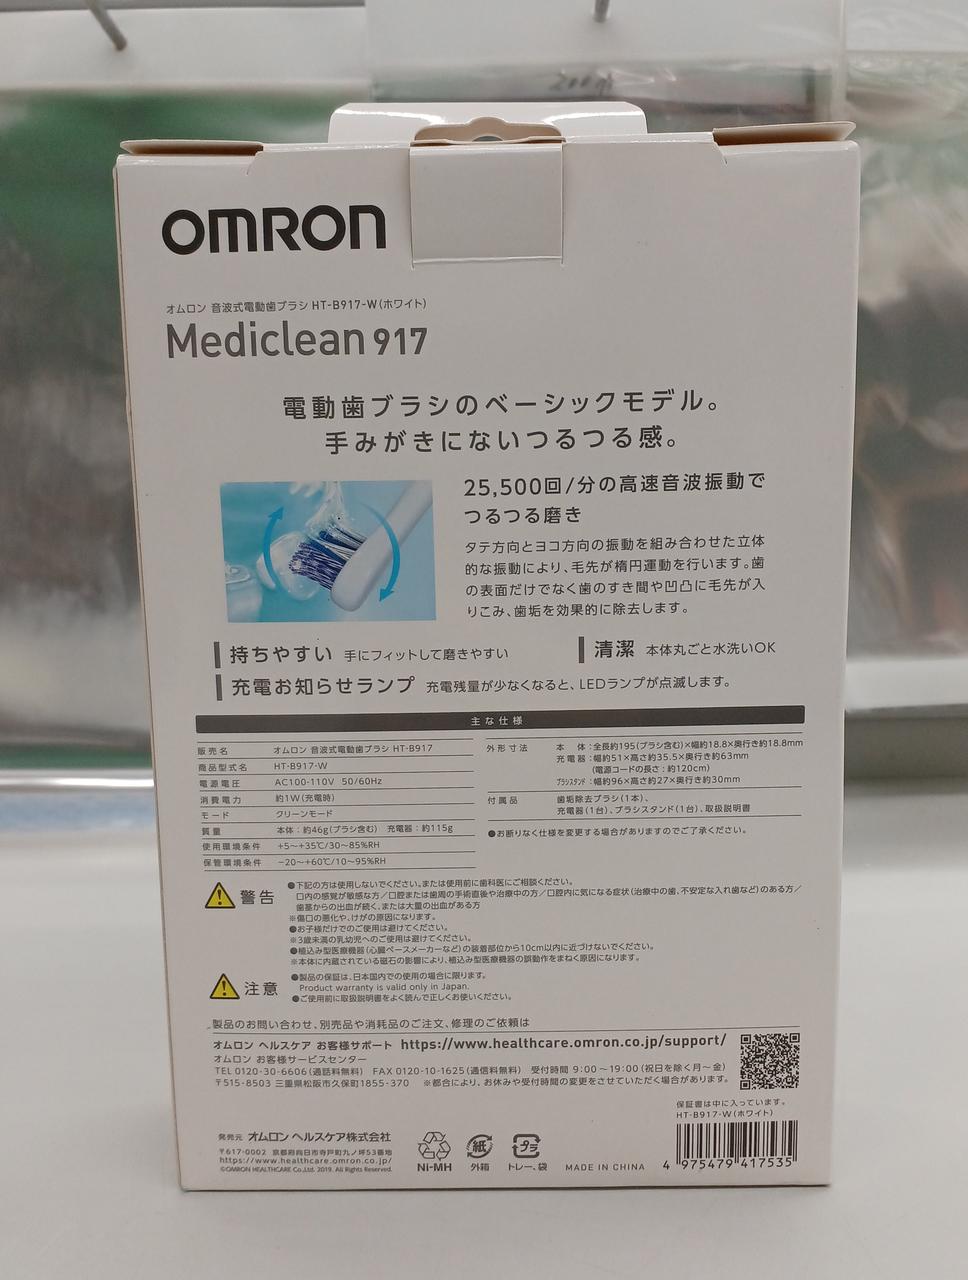 OMRON
オムロン 音波式電動歯ブラシ HT-B917-W(ホワイト)
Mediclean 917
電動歯ブラシのベーシックモデル。
手みがきにないつるつる感。
25,500回/分の高速音波振動で
つるつる磨き
タテ方向とヨコ方向の振動を組み合わせた立体
的な振動により、毛先が楕円運動を行います。歯
の表面だけでなく歯のすき間や凹凸に毛先が入
りこみ、歯垢を効果的に除去します。
持ちやすい 手にフィットして磨きやすい
清潔 本体丸ごと水洗いOK
充電お知らせランプ 充電残量が少なくなると、LEDランプが点滅します。
主な仕様
販売名 オムロン 音波式電動歯ブラシ HT-B917
商品型式名 HT-B917-W
電源電圧 AC100-110V 50/60Hz
消費電力 約1W(充電時)
モード クリーンモード
質量 本体:約46g(ブラシ含む) 充電器:約115g
使用環境条件 +5~+35℃/30~85%RH
保管環境条件 -20~+60℃/10~95%RH
外形寸法 本体:全長約195(ブラシ含む)×幅約18.8×奥行き約18.8mm
充電器:幅約51×高さ約35.5×奥行き約63mm
(電源コードの長さ:約120cm)
ブラシスタンド:幅約96×高さ約27×奥行き約30mm
付属品 歯垢除去ブラシ(1本)、
充電器(1台)、ブラシスタンド(1台)、取扱説明書
●お断りなく仕様を変更する場合がありますのでご了承ください。
警告
●下記の方は使用しないでください。または使用前に歯科医にご相談ください。
口内の感覚が敏感な方/口腔または歯周の手術直後や治療中の方/口腔内に気になる症状(治療中の歯、不安定な入れ歯など)のある方/
歯茎からの出血が続く、または大量の出血がある方
※傷口の悪化や、けがの原因になります。
●お子様だけでのご使用は避けてください。
※3歳未満の乳幼児へのご使用は避けてください。
●植込み型医療機器(心臓ペースメーカーなど)の装着部位から10cm以内に近づけないでください。
※本体に内蔵されている磁石の影響により、植込み型医療機器の誤動作をまねく原因になります。
注意
●製品の保証は、日本国内での使用の場合に限ります。
Product warranty is valid only in Japan.
●ご使用前に取扱説明書をよく読んで正しくお使いください。
製品のお問い合わせ、別売品や消耗品のご注文、修理のご依頼は
オムロン ヘルスケア お客様サポート https://www.healthcare.omron.co.jp/support/
オムロン お客様サービスセンター
TEL 0120-30-6606(通話料無料) FAX 0120-10-1625(通信料無料) 受付時間 9:00~19:00(祝日を除く月~金)
〒515-8503 三重県松阪市久保町1855-370 ※都合により、お休みや受付時間の変更をさせていただく場合があります。
保証書は中に入っています。
HT-B917-W(ホワイト)
発売元 オムロン ヘルスケア株式会社
〒617-0002 京都府向日市寺戸町九ノ坪53番地
https://www.healthcare.omron.co.jp/
©OMRON HEALTHCARE Co.,Ltd. 2019. All Rights Reserved.
Ni-MH
紙
外箱
プラ
トレー、袋
MADE IN CHINA
4 975479 417535